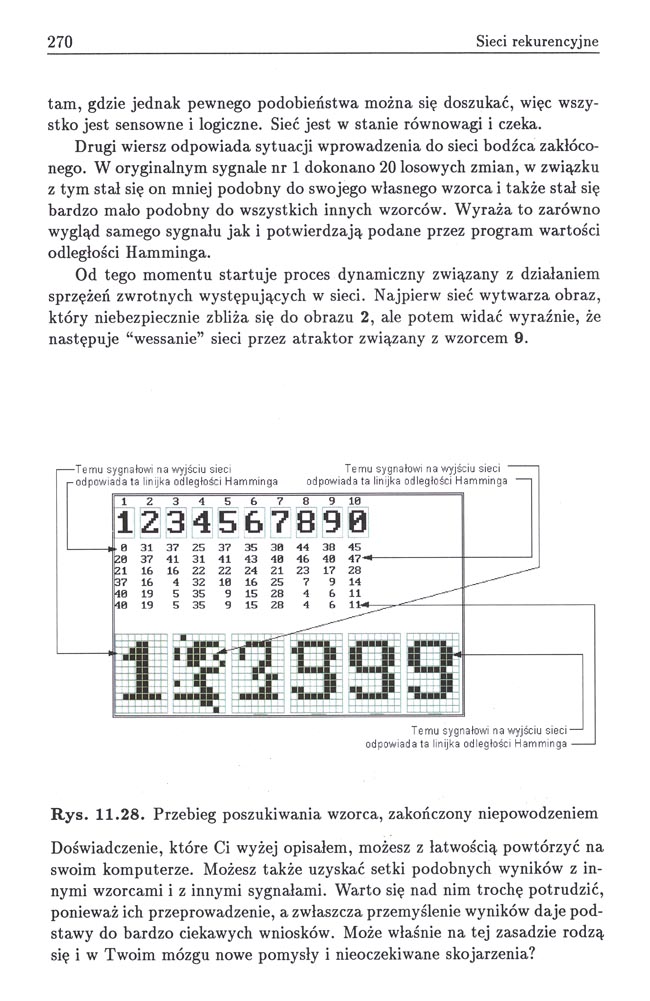 270 Sieci rekurencyjne
tam, gdzie jednak pewnego podobieństwa można się doszukać, więc wszy-
stko jest sensowne i logiczne. Sieć jest w stanie równowagi i czeka.
Drugi wiersz odpowiada sytuacji wprowadzenia do sieci bodźca zakłóco-
nego. W oryginalnym sygnale nr 1 dokonano 20 losowych zmian, w związku
z tym stał się on mniej podobny do swojego własnego wzorca i także stał się
bardzo mało podobny do wszystkich innych wzorców. Wyraża to zarówno
wygląd samego sygnału jak i potwierdzają podane przez program wartości
odległości Hamminga.
Od tego momentu startuje proces dynamiczny związany z działaniem
sprzężeń zwrotnych występujących w sieci. Najpierw sieć wytwarza obraz,
który niebezpiecznie zbliża się do obrazu 2, ale potem widać wyraźnie, że
następuje “wessanie” sieci przez atraktor związany z wzorcem 9.
Temu sygnałowi na wyjściu sieci Temu sygnałowi na wyjściu sieci
odpowiada ta linijka odległości Hamminga odpowiada ta linijka odległości Hamminga
1 2 3 4 5 6 7 8 9 10
1 2 3 4 5 6 7 8 9 0
0 31 37 25 37 35 30 44 38 45
20 37 41 31 41 43 40 46 40 47
21 16 16 22 22 24 21 23 17 28
37 16 4 32 10 16 25 7 9 14
40 19 5 35 9 15 28 4 6 11
40 19 5 35 9 15 28 4 6 11
Temu sygnałowi na wyjściu sieci
odpowiada ta linijka odległości Hamminga
Rys. 11.28. Przebieg poszukiwania wzorca, zakończony niepowodzeniem
Doświadczenie, które Ci wyżej opisałem, możesz z łatwością powtórzyć na
swoim komputerze. Możesz także uzyskać setki podobnych wyników z in-
nymi wzorcami i z innymi sygnałami. Warto się nad nim trochę potrudzić,
ponieważ ich przeprowadzenie, a zwłaszcza przemyślenie wyników daje pod-
stawy do bardzo ciekawych wniosków. Może właśnie na tej zasadzie rodzą
się i w Twoim mózgu nowe pomysły i nieoczekiwane skojarzenia?